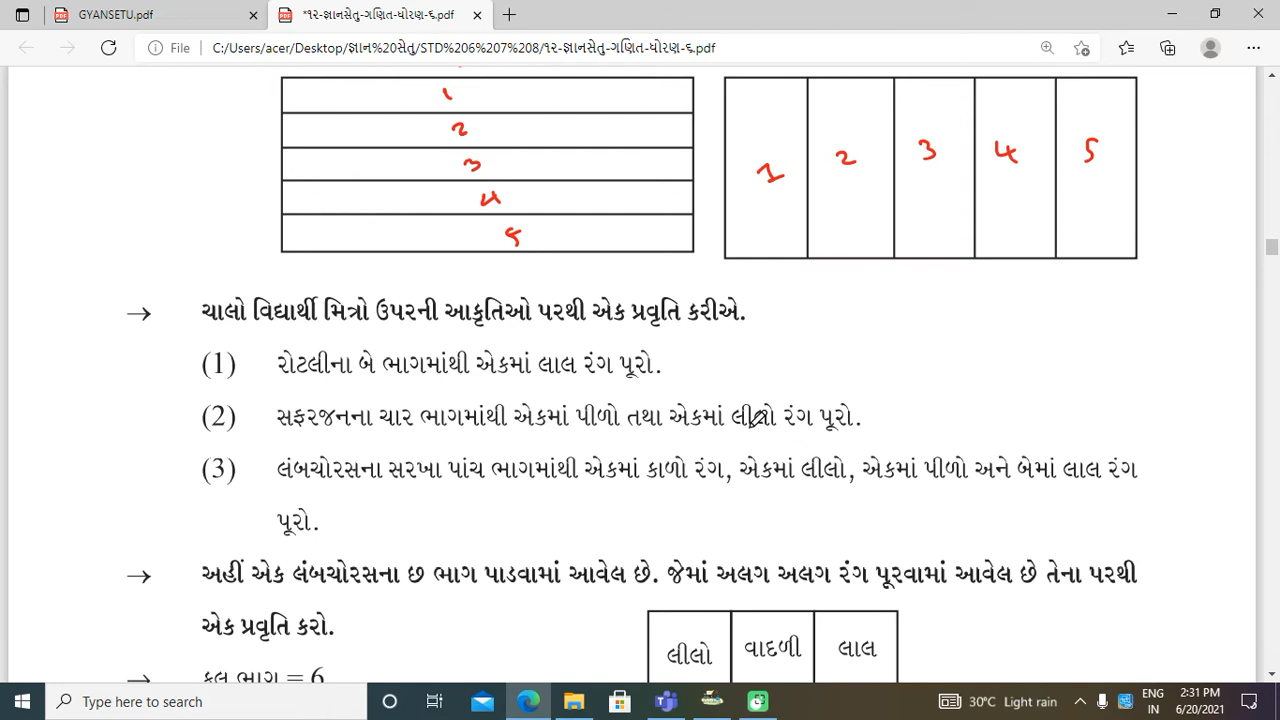 GYANSETU.pdf
*૧૨-જ્ઞાનસેતુ-ગણિત-ધોરણ-૬.pdf
File C:/Users/acer/Desktop/જ્ઞાન%20સેતુ/STD%206%207%208/૧૨-જ્ઞાનસેતુ-ગણિત-ધોરણ-૬.pdf
૧
૨
૩
૪
૫
1 2 3 4 5
→ ચાલો વિદ્યાર્થી મિત્રો ઉપરની આકૃતિઓ પરથી એક પ્રવૃતિ કરીએ.
(1) રોટલીના બે ભાગમાંથી એકમાં લાલ રંગ પૂરો.
(2) સફરજનના ચાર ભાગમાંથી એકમાં પીળો તથા એકમાં લીલો રંગ પૂરો.
(3) લંબચોરસના સરખા પાંચ ભાગમાંથી એકમાં કાળો રંગ, એકમાં લીલો, એકમાં પીળો અને બેમાં લાલ રંગ
પૂરો.
→ અહીં એક લંબચોરસના છ ભાગ પાડવામાં આવેલ છે. જેમાં અલગ અલગ રંગ પૂરવામાં આવેલ છે તેના પરથી
એક પ્રવૃતિ કરો.
લીલો વાદળી લાલ
→ કુલ ભાગ = 6
Type here to search
30°C Light rain
ENG
IN
2:31 PM
6/20/2021